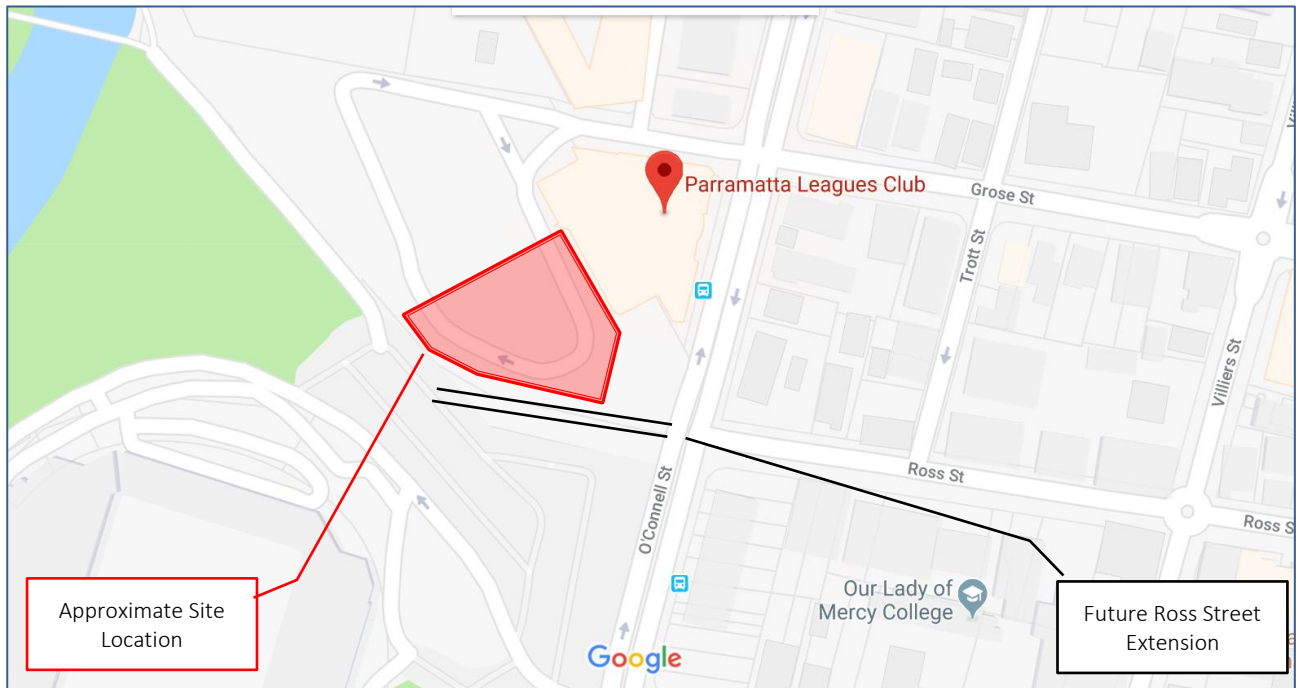 Parramatta Leagues Club
Grose St
Trott St
Villiers St
Ross St
Ross S
O'Connell St
Our Lady of
Mercy College
Approximate Site
Location
Future Ross Street
Extension
Google